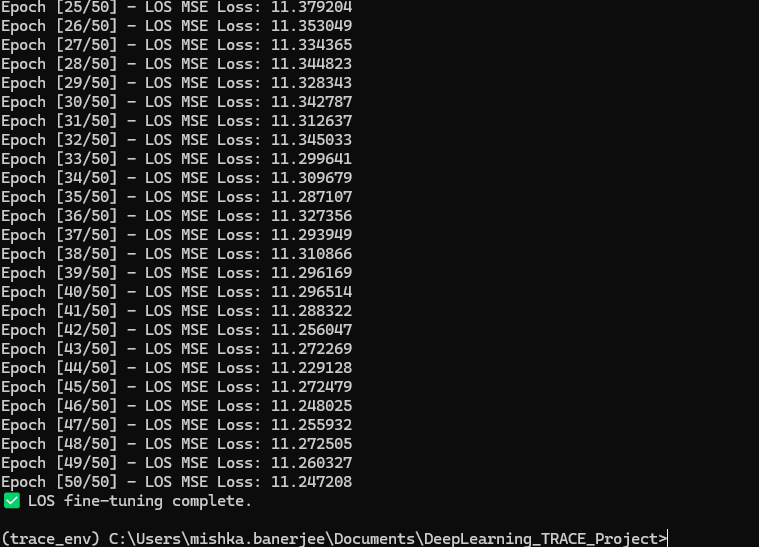 Epoch [25/50] - LOS MSE Loss: 11.379204
Epoch [26/50] - LOS MSE Loss: 11.353049
Epoch [27/50] - LOS MSE Loss: 11.334365
Epoch [28/50] - LOS MSE Loss: 11.344823
Epoch [29/50] - LOS MSE Loss: 11.328343
Epoch [30/50] - LOS MSE Loss: 11.342787
Epoch [31/50] - LOS MSE Loss: 11.312637
Epoch [32/50] - LOS MSE Loss: 11.345033
Epoch [33/50] - LOS MSE Loss: 11.299641
Epoch [34/50] - LOS MSE Loss: 11.309679
Epoch [35/50] - LOS MSE Loss: 11.287107
Epoch [36/50] - LOS MSE Loss: 11.327356
Epoch [37/50] - LOS MSE Loss: 11.293949
Epoch [38/50] - LOS MSE Loss: 11.310866
Epoch [39/50] - LOS MSE Loss: 11.296169
Epoch [40/50] - LOS MSE Loss: 11.296514
Epoch [41/50] - LOS MSE Loss: 11.288322
Epoch [42/50] - LOS MSE Loss: 11.256047
Epoch [43/50] - LOS MSE Loss: 11.272269
Epoch [44/50] - LOS MSE Loss: 11.229128
Epoch [45/50] - LOS MSE Loss: 11.272479
Epoch [46/50] - LOS MSE Loss: 11.248025
Epoch [47/50] - LOS MSE Loss: 11.255932
Epoch [48/50] - LOS MSE Loss: 11.272505
Epoch [49/50] - LOS MSE Loss: 11.260327
Epoch [50/50] - LOS MSE Loss: 11.247208
✅ LOS fine-tuning complete.
(trace_env) C:\Users\mishka.banerjee\Documents\DeepLearning_TRACE_Project>